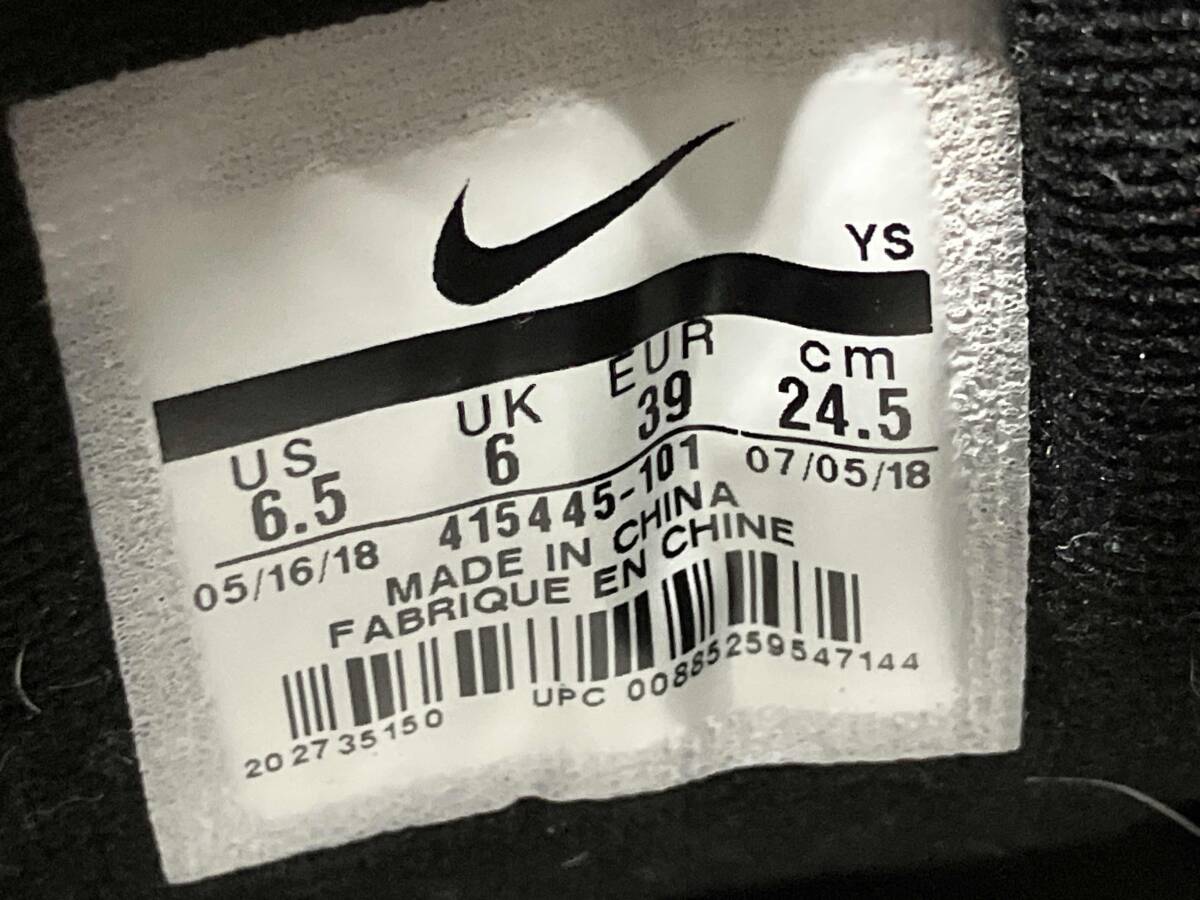 YS
US UK EUR cm
6.5 6 39 24.5
05/16/18 415445-101 07/05/18
MADE IN CHINA
FABRIQUE EN CHINE
202735150 UPC 00885259547144